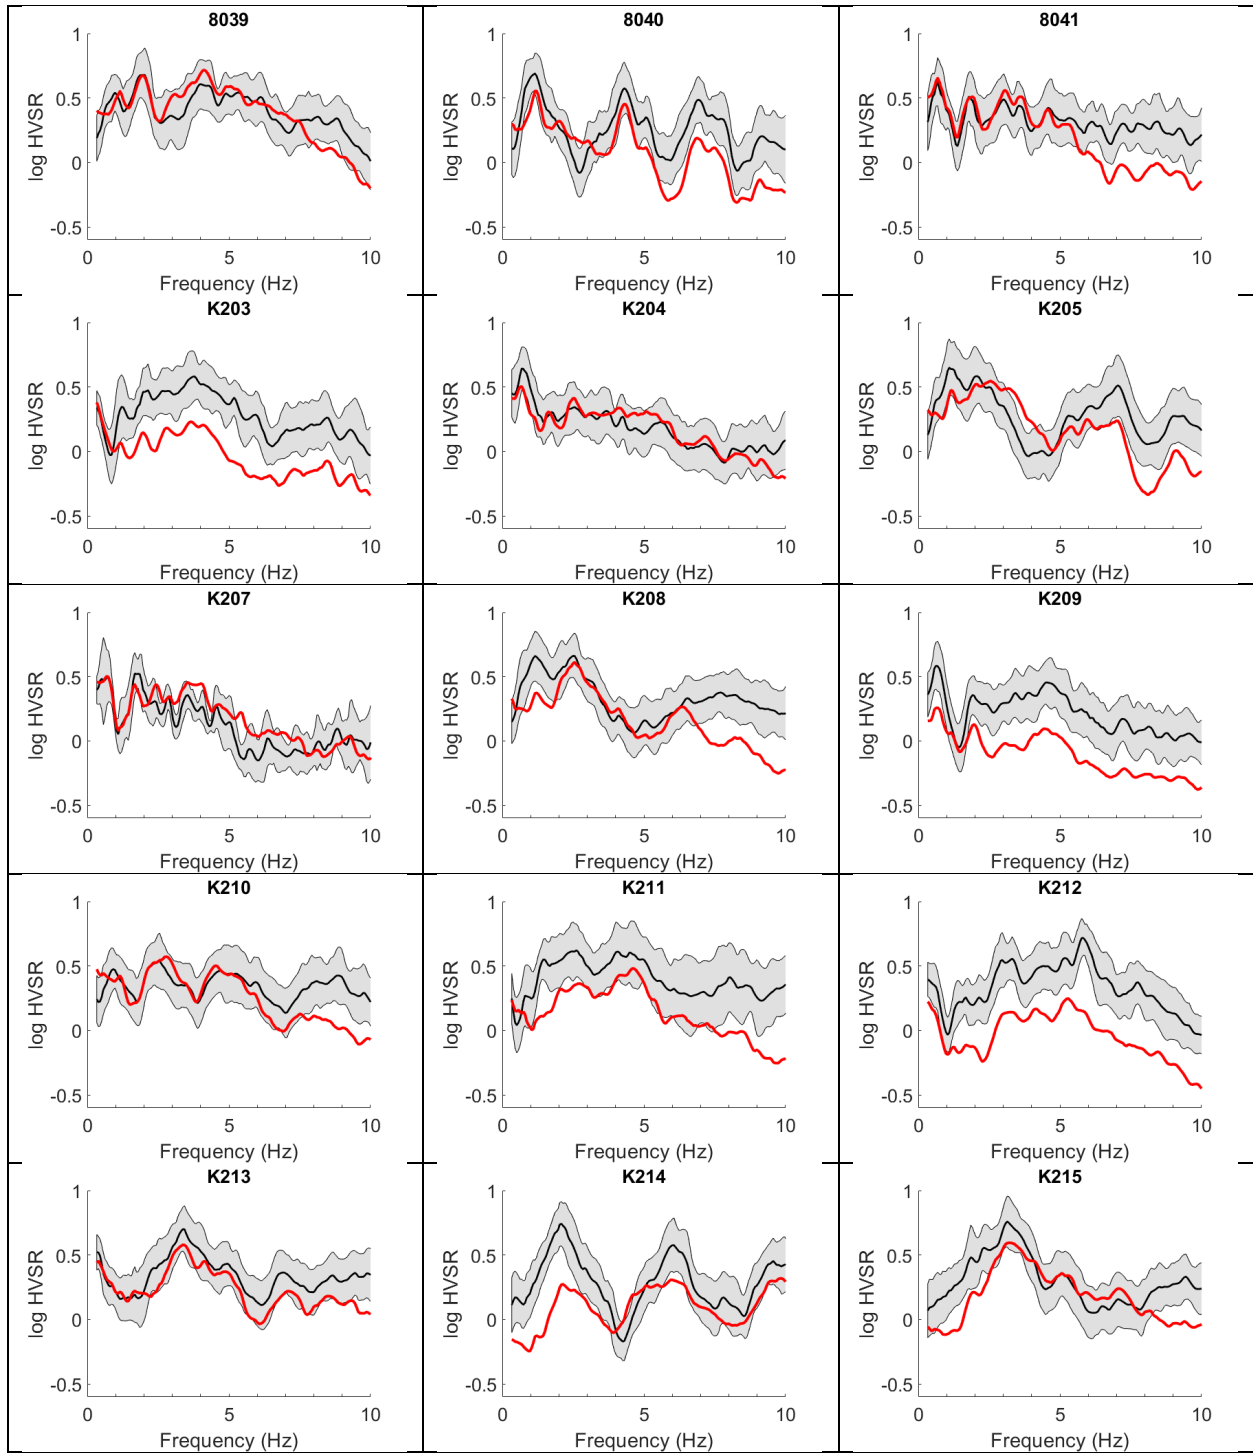 8039 8040 8041
1 1 1
0.5 0.5 0.5
log HVSR log HVSR log HVSR
0 0 0
-0.5 -0.5 -0.5
0 5 10 0 5 10 0 5 10
Frequency (Hz) Frequency (Hz) Frequency (Hz)
K203 K204 K205
1 1 1
0.5 0.5 0.5
log HVSR log HVSR log HVSR
0 0 0
-0.5 -0.5 -0.5
0 5 10 0 5 10 0 5 10
Frequency (Hz) Frequency (Hz) Frequency (Hz)
K207 K208 K209
1 1 1
0.5 0.5 0.5
log HVSR log HVSR log HVSR
0 0 0
-0.5 -0.5 -0.5
0 5 10 0 5 10 0 5 10
Frequency (Hz) Frequency (Hz) Frequency (Hz)
K210 K211 K212
1 1 1
0.5 0.5 0.5
log HVSR log HVSR log HVSR
0 0 0
-0.5 -0.5 -0.5
0 5 10 0 5 10 0 5 10
Frequency (Hz) Frequency (Hz) Frequency (Hz)
K213 K214 K215
1 1 1
0.5 0.5 0.5
log HVSR log HVSR log HVSR
0 0 0
-0.5 -0.5 -0.5
0 5 10 0 5 10 0 5 10
Frequency (Hz) Frequency (Hz) Frequency (Hz)